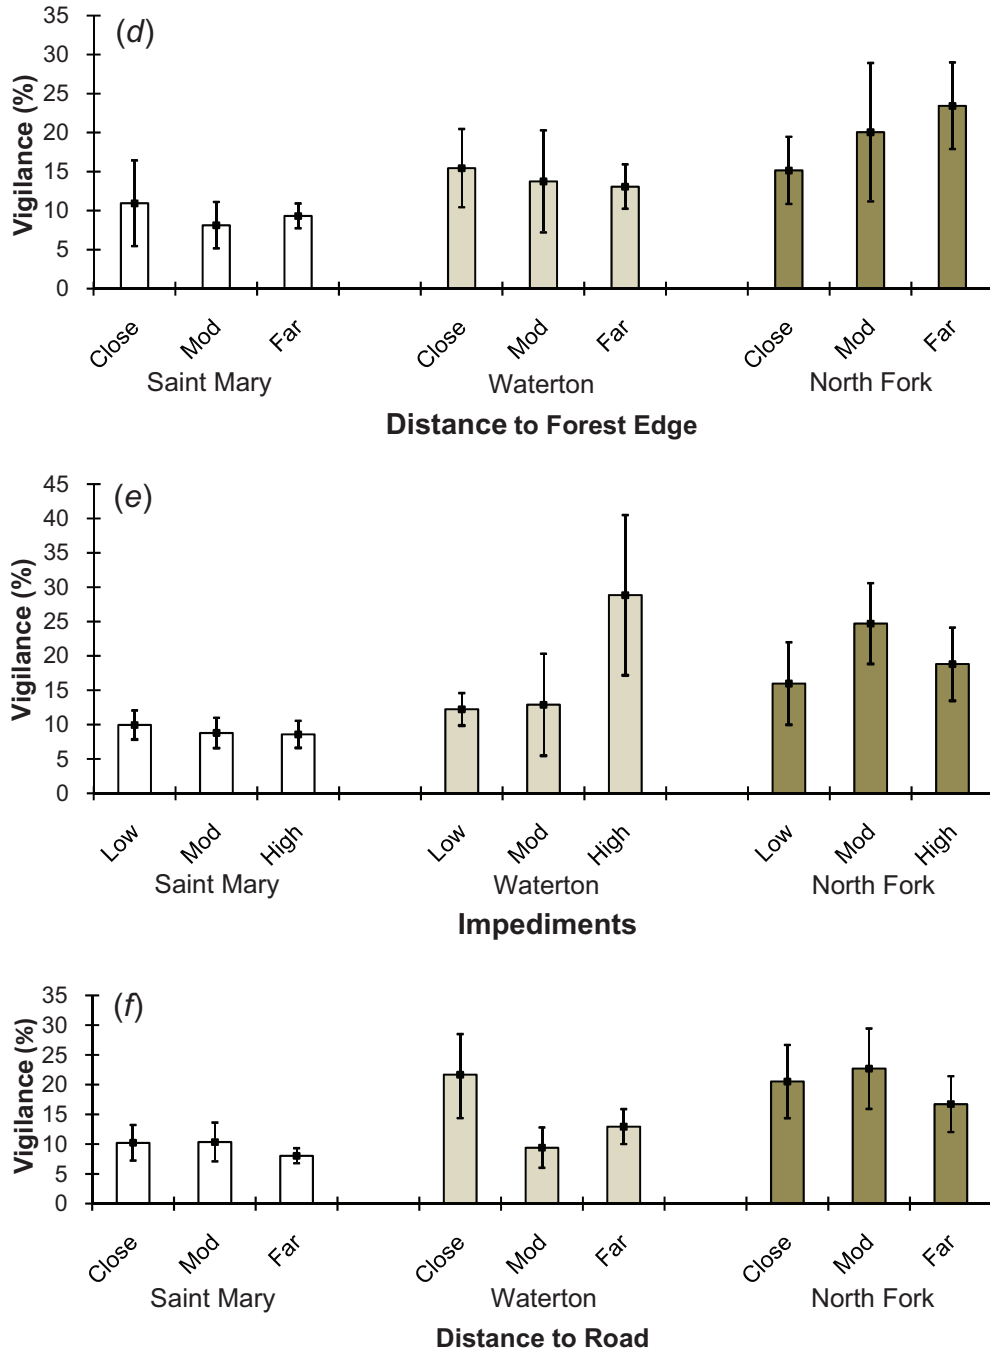 (d)
Vigilance (%)
35
30
25
20
15
10
5
0
Close Mod Far Close Mod Far Close Mod Far
Saint Mary Waterton North Fork
Distance to Forest Edge
(e)
Vigilance (%)
45
40
35
30
25
20
15
10
5
0
Low Mod High Low Mod High Low Mod High
Saint Mary Waterton North Fork
Impediments
(f)
Vigilance (%)
35
30
25
20
15
10
5
0
Close Mod Far Close Mod Far Close Mod Far
Saint Mary Waterton North Fork
Distance to Road